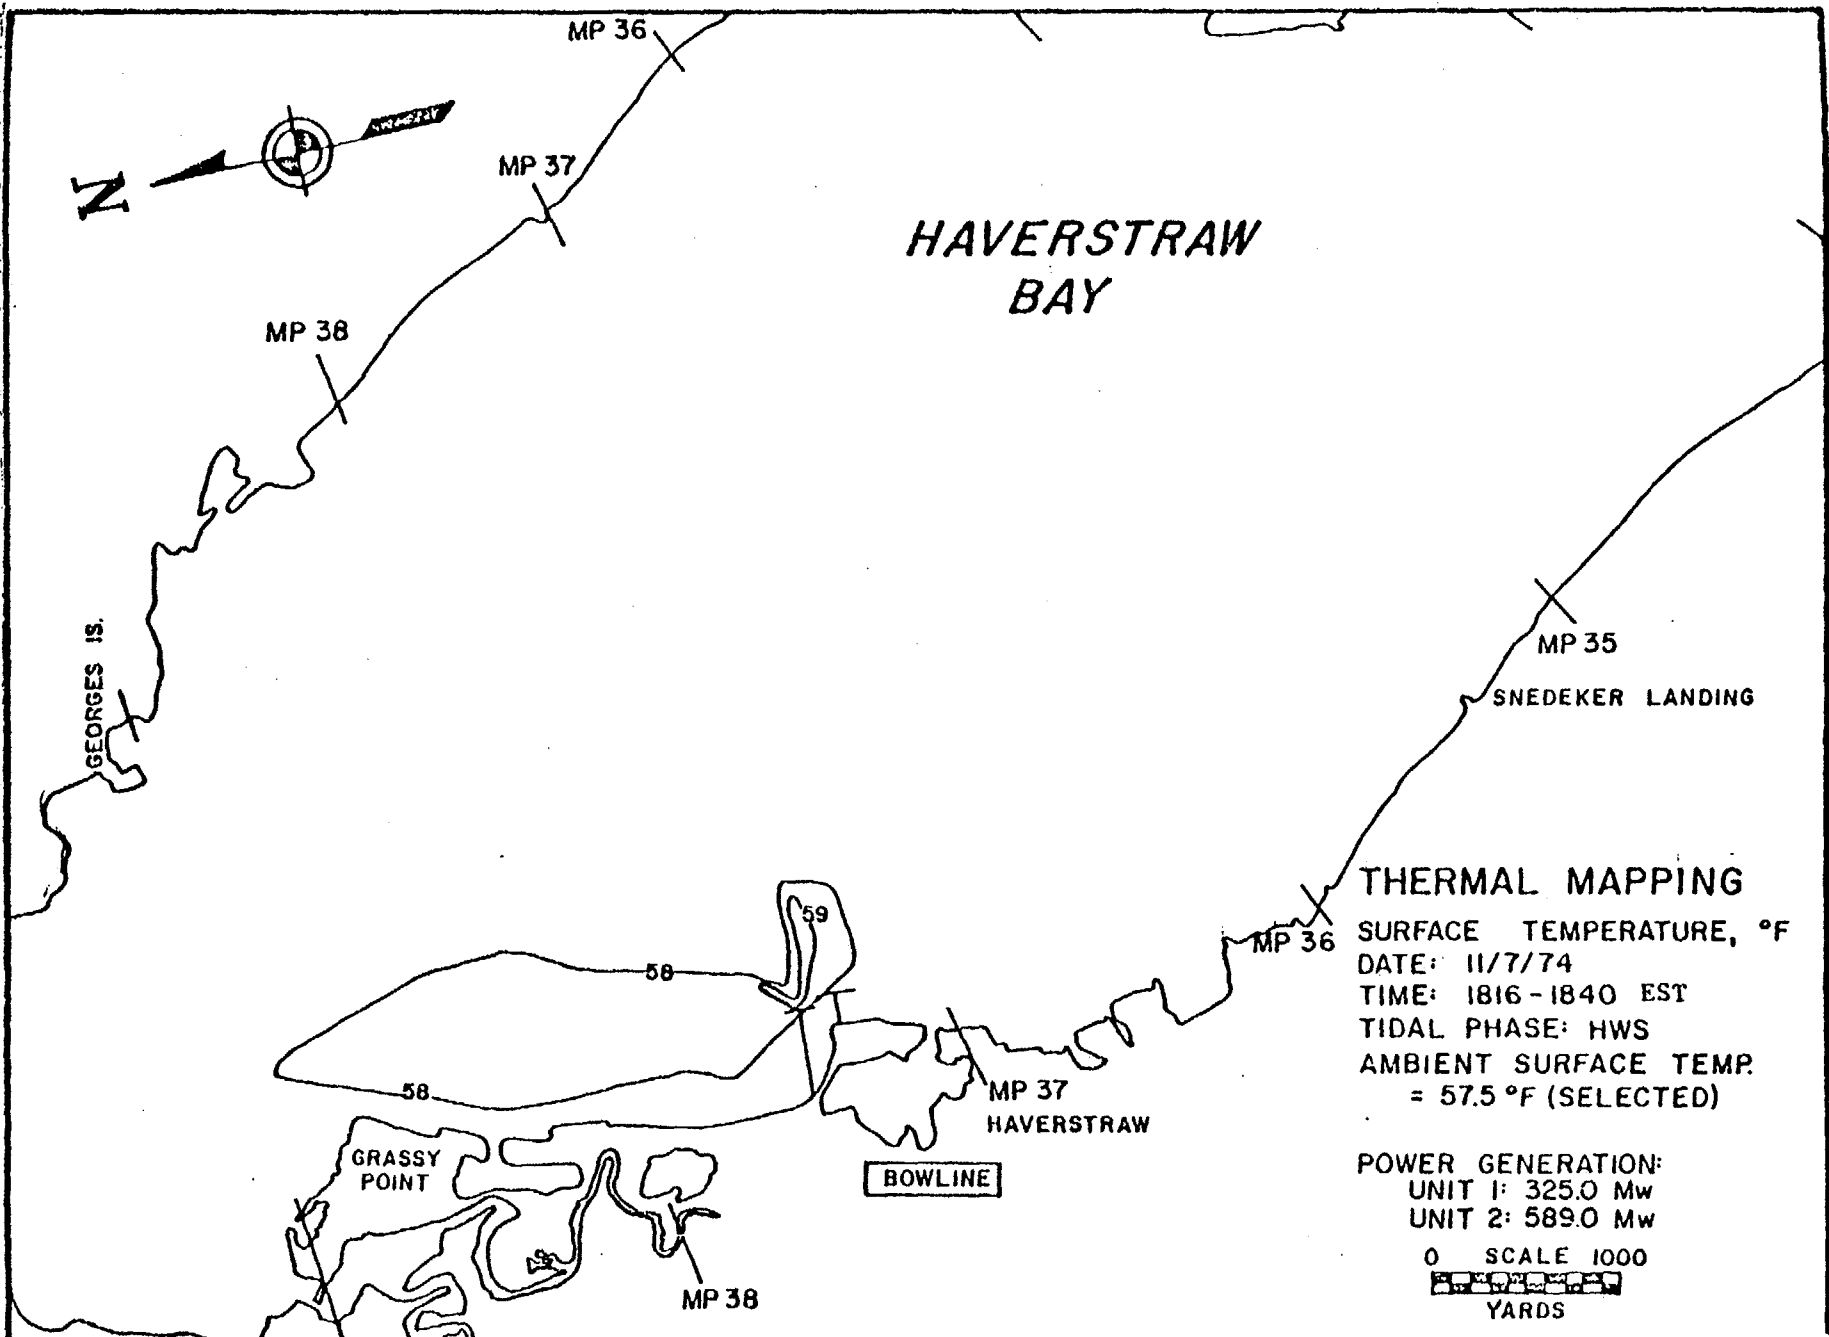 MP 36
N
MP 37
HAVERSTRAW
BAY
MP 38
GEORGES IS.
MP 35
SNEDEKER LANDING
59
MP 36
58
58
MP 37
HAVERSTRAW
GRASSY
POINT
BOWLINE
MP 38
THERMAL MAPPING
SURFACE TEMPERATURE, °F
DATE: 11/7/74
TIME: 1816-1840 EST
TIDAL PHASE: HWS
AMBIENT SURFACE TEMP.
= 57.5 °F (SELECTED)
POWER GENERATION:
UNIT 1: 325.0 Mw
UNIT 2: 589.0 Mw
0 SCALE 1000
YARDS